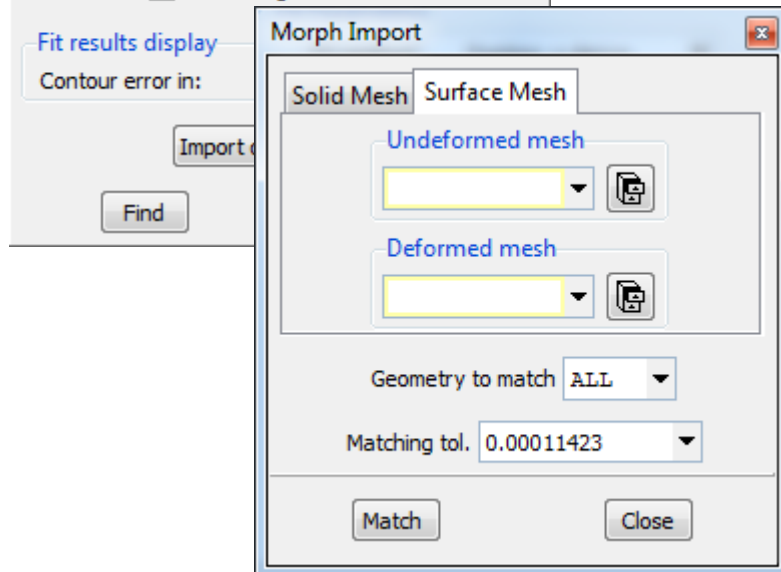 Fit results display
Contour error in:
Import
Find
Morph Import
Solid Mesh
Surface Mesh
Undeformed mesh
Deformed mesh
Geometry to match ALL
Matching tol. 0.00011423
Match
Close